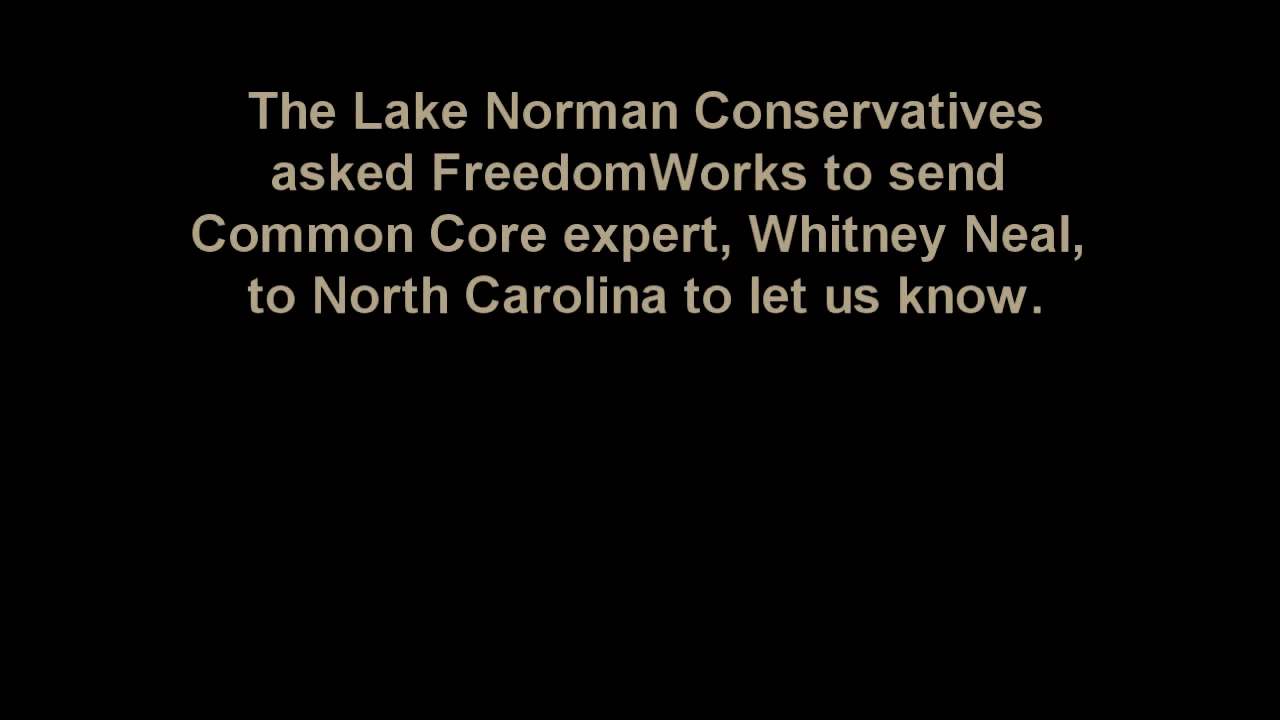 The Lake Norman Conservatives
asked FreedomWorks to send
Common Core expert, Whitney Neal,
to North Carolina to let us know.